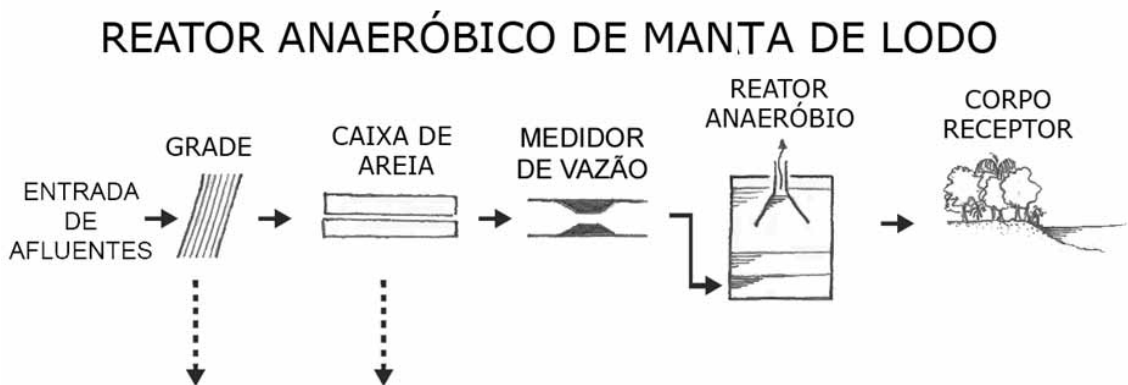 REATOR ANAERÓBICO DE MANTA DE LODO
ENTRADA
DE
AFLUENTES
GRADE
CAIXA DE
AREIA
MEDIDOR
DE VAZÃO
REATOR
ANAERÓBIO
CORPO
RECEPTOR